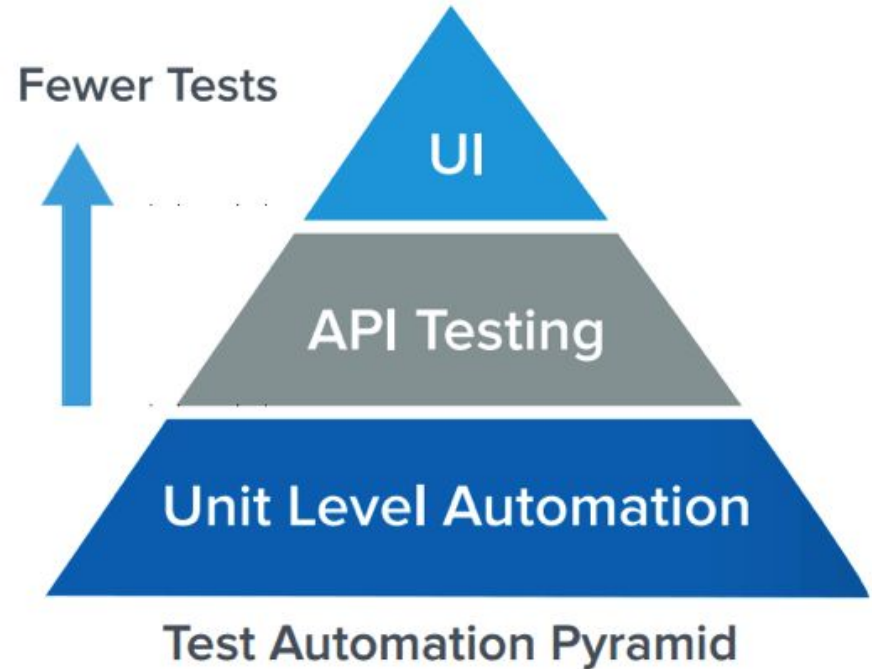 Fewer Tests
UI
API Testing
Unit Level Automation
Test Automation Pyramid